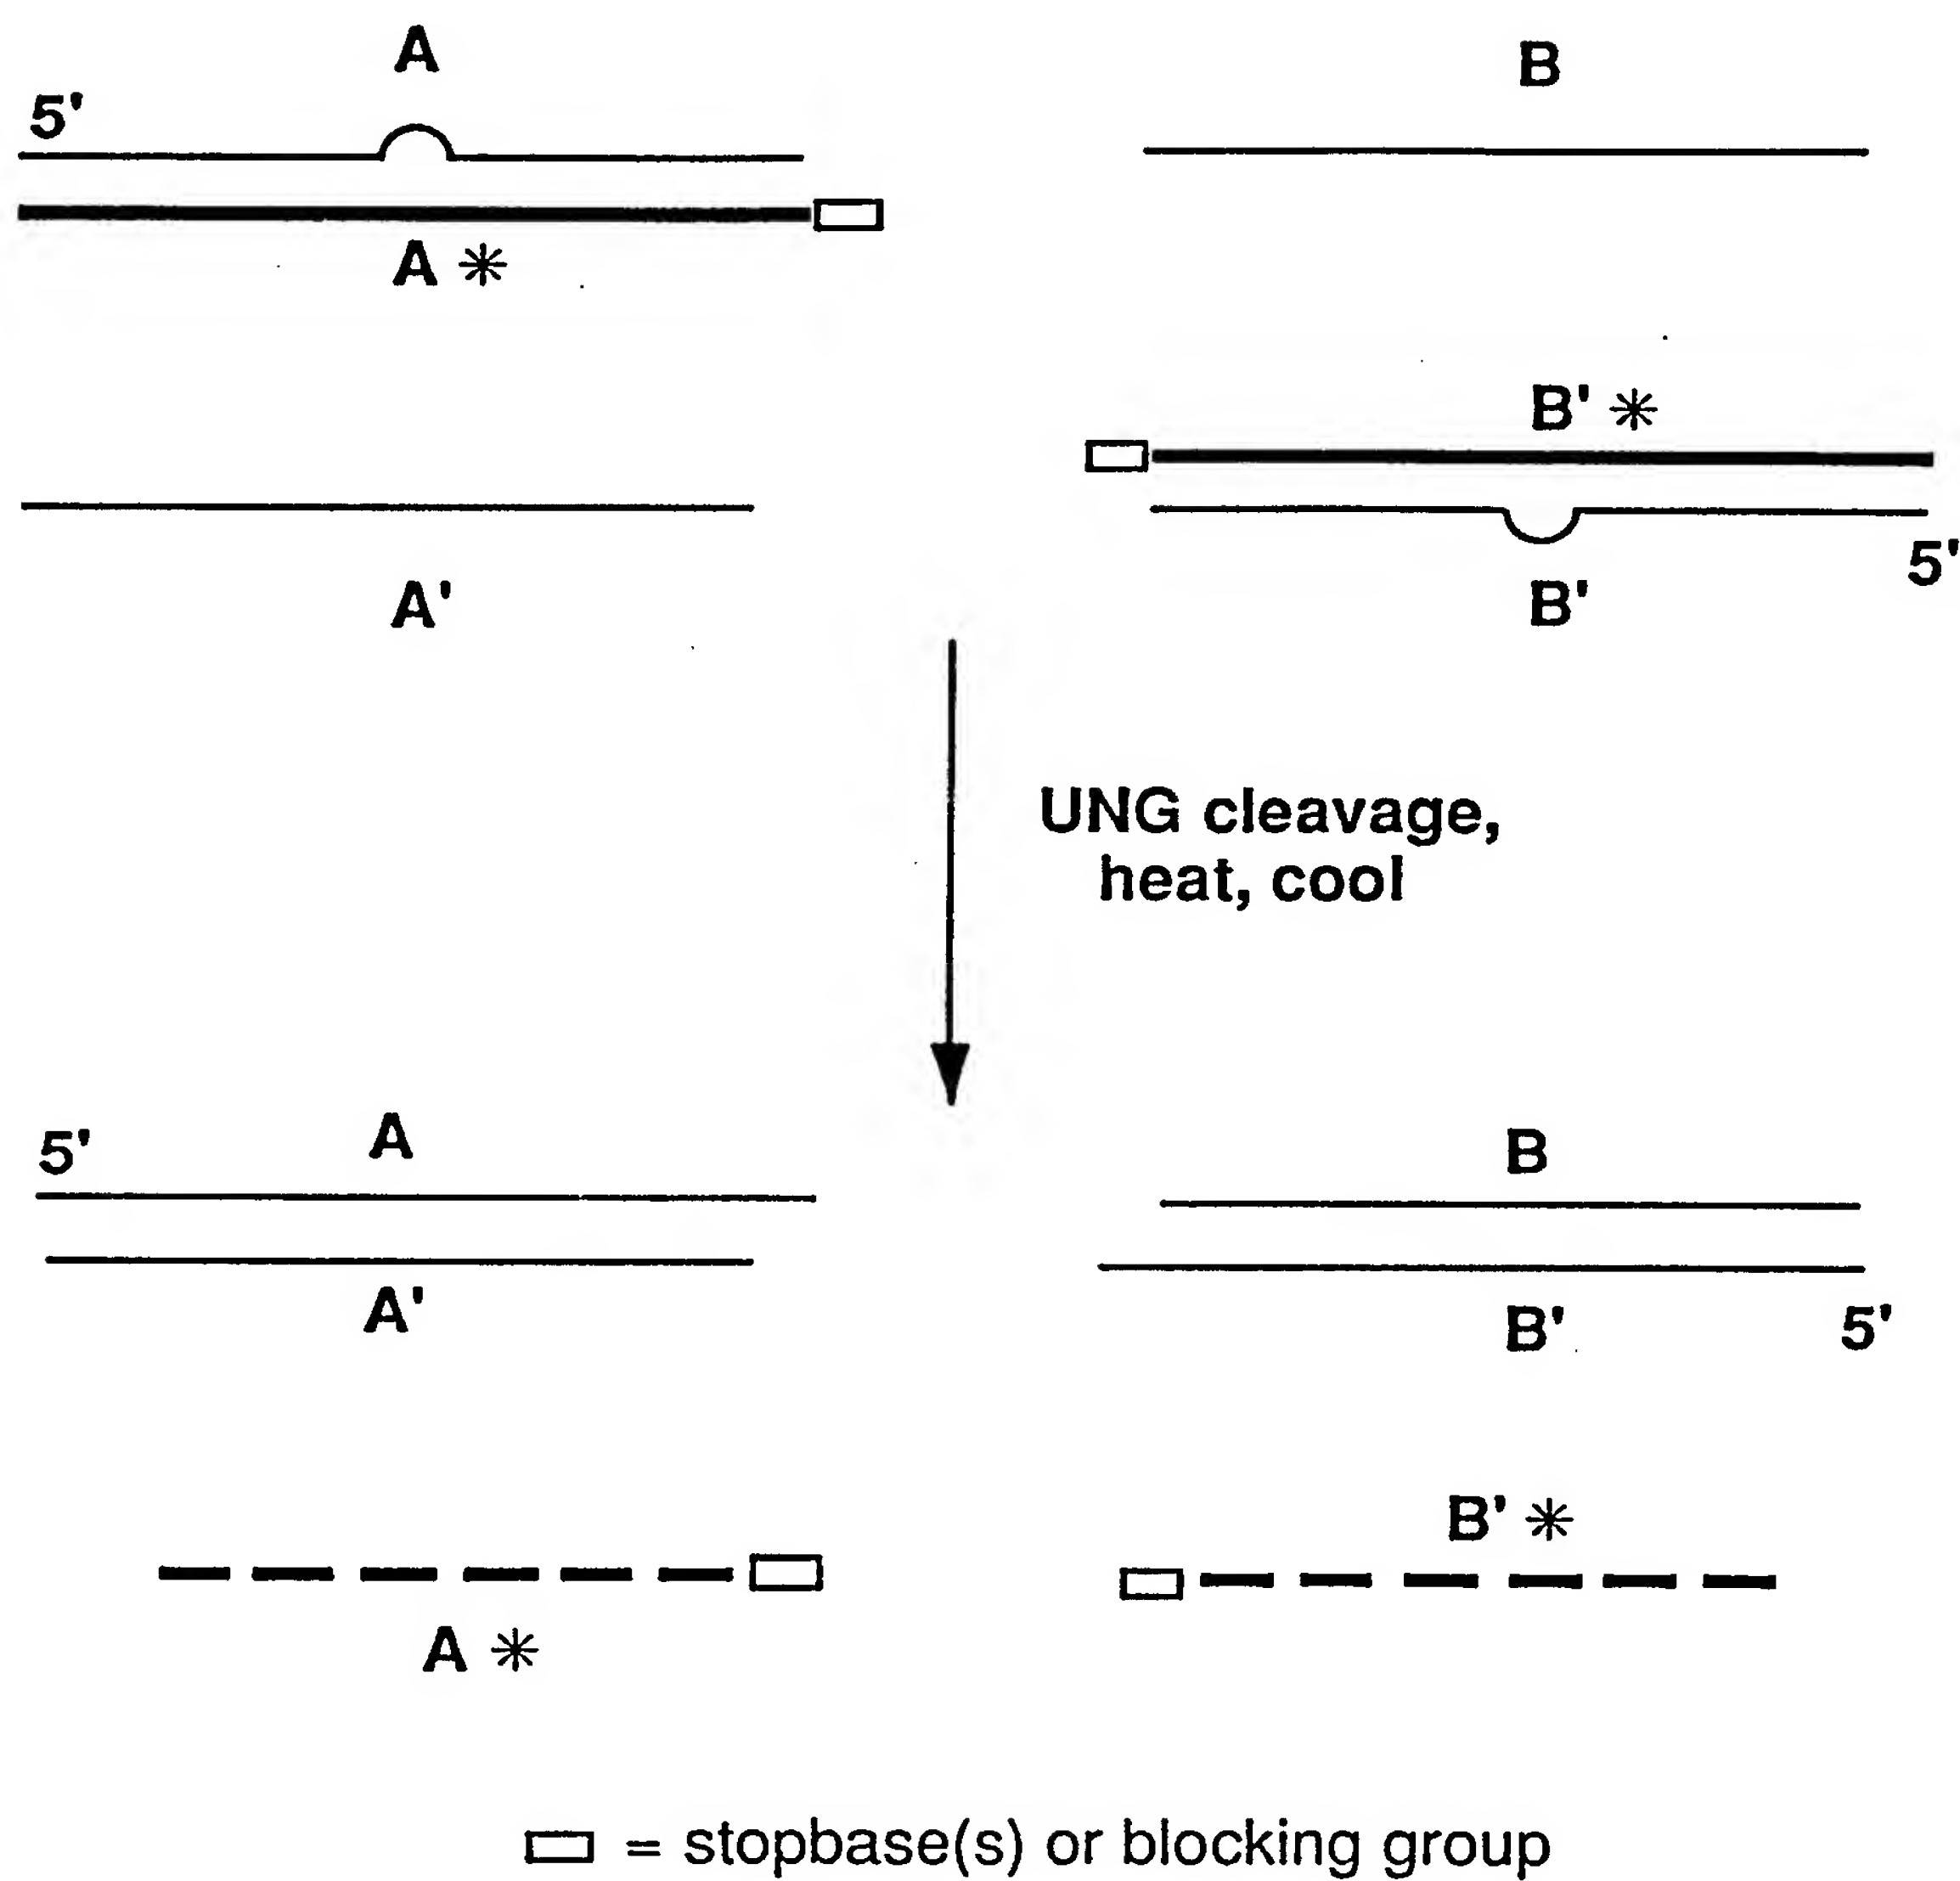 A
B
5'
A *
B' *
A'
B'
5'
UNG cleavage,
heat, cool
5'
A
B
A'
B'
5'
B' *
A *
= stopbase(s) or blocking group